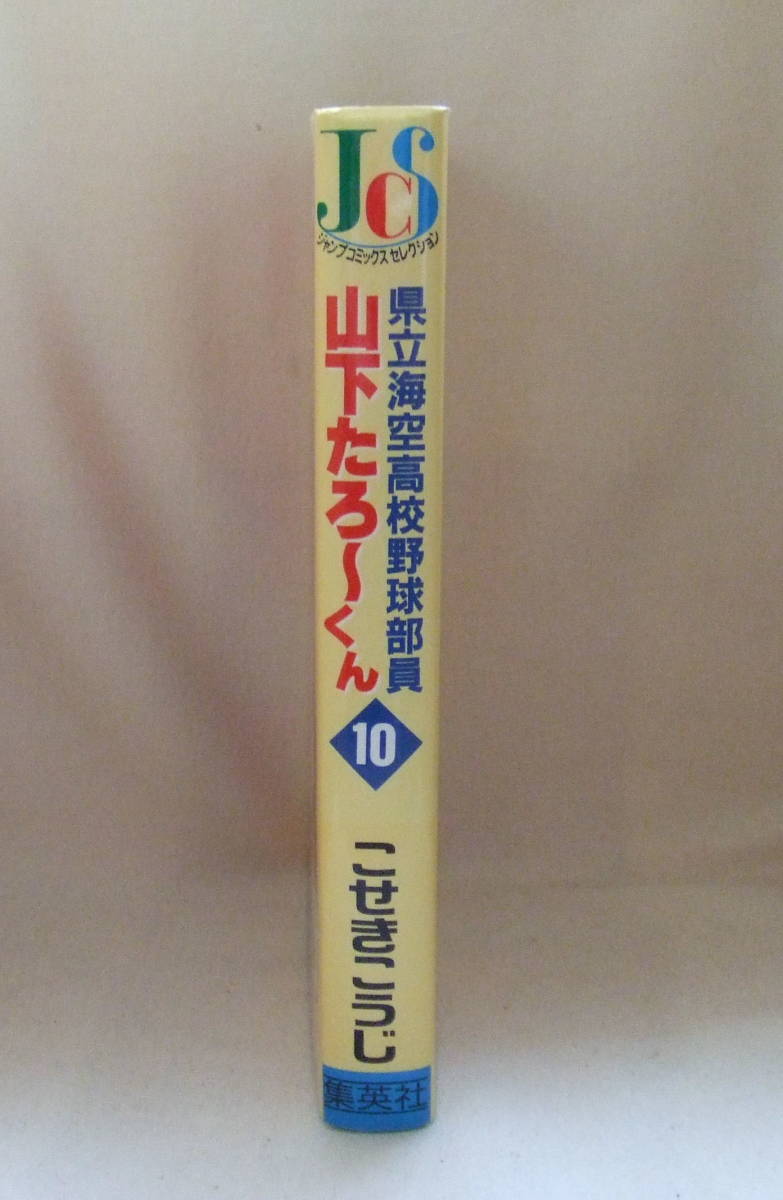 JCS
ジャンプコミックスセレクション
県立海空高校野球部員
山下たろ〜くん
10
こせきこうじ
集英社